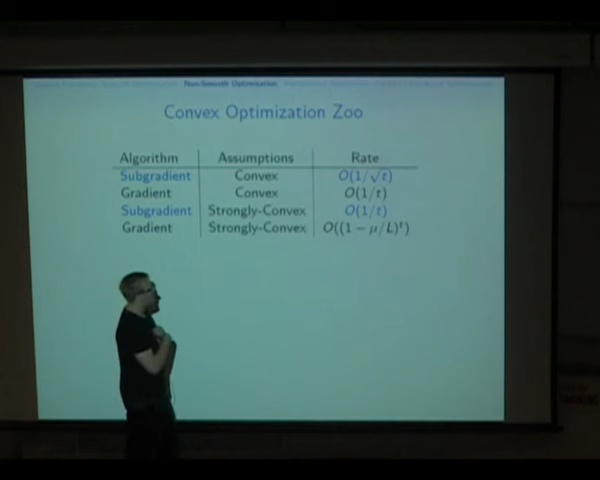 Non-Smooth Optimization
Convex Optimization Zoo
Algorithm Assumptions Rate
Subgradient Convex O(1/√t)
Gradient Convex O(1/t)
Subgradient Strongly-Convex O(1/t)
Gradient Strongly-Convex O((1 − μ/L)^t)